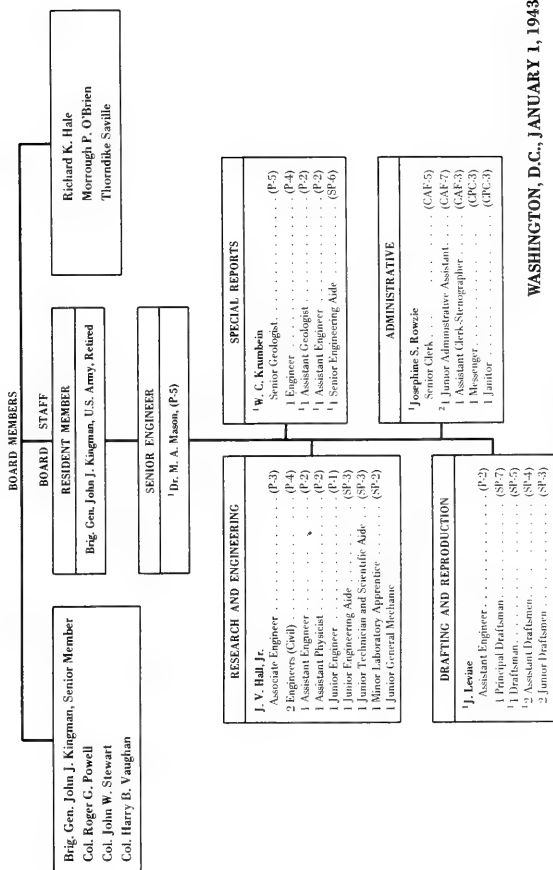 BOARD MEMBERS
Brig. Gen. John J. Kingman, Senior Member
Col. Roger G. Powell
Col. John W. Stewart
Col. Harry B. Vaughan
Richard K. Hale
Morrough P. O'Brien
Thorndike Saville
BOARD STAFF
RESIDENT MEMBER
Brig. Gen. John J. Kingman, U.S. Army, Retired
SENIOR ENGINEER
¹Dr. M. A. Mason, (P-5)
RESEARCH AND ENGINEERING
J. V. Hall, Jr.
Associate Engineer . . . . . . . . . . (P-3)
2 Engineers (Civil) . . . . . . . . . . (P-4)
1 Assistant Engineer . . . . . . . . . . (P-2)
1 Assistant Physicist . . . . . . . . . . (P-2)
1 Junior Engineer . . . . . . . . . . (P-1)
1 Junior Engineering Aide . . . . . . . (SP-3)
1 Junior Technician and Scientific Aide . . (SP-3)
1 Minor Laboratory Apprentice . . . . . . (SP-2)
1 Junior General Mechanic
SPECIAL REPORTS
¹W. C. Krumbein
Senior Geologist . . . . . . . . . . (P-5)
1 Engineer . . . . . . . . . . (P-4)
¹1 Assistant Geologist . . . . . . . . . . (P-2)
¹1 Assistant Engineer . . . . . . . . . . (P-2)
¹1 Senior Engineering Aide . . . . . . (SP-6)
DRAFTING AND REPRODUCTION
¹J. Levine
Assistant Engineer . . . . . . . . . . (P-2)
1 Principal Draftsman . . . . . . . . . . (SP-7)
¹1 Draftsman . . . . . . . . . . (SP-5)
¹2 Assistant Draftsmen . . . . . . . . . . (SP-4)
2 Junior Draftsmen . . . . . . . . . . (SP-3)
ADMINISTRATIVE
¹Josephine S. Rowzie
Senior Clerk . . . . . . . . . . (CAF-5)
²1 Junior Administrative Assistant . . . (CAF-7)
1 Assistant Clerk-Stenographer . . . . (CAF-3)
1 Messenger . . . . . . . . . . (CPC-3)
1 Janitor . . . . . . . . . . (CPC-3)
WASHINGTON, D.C., JANUARY 1, 1943